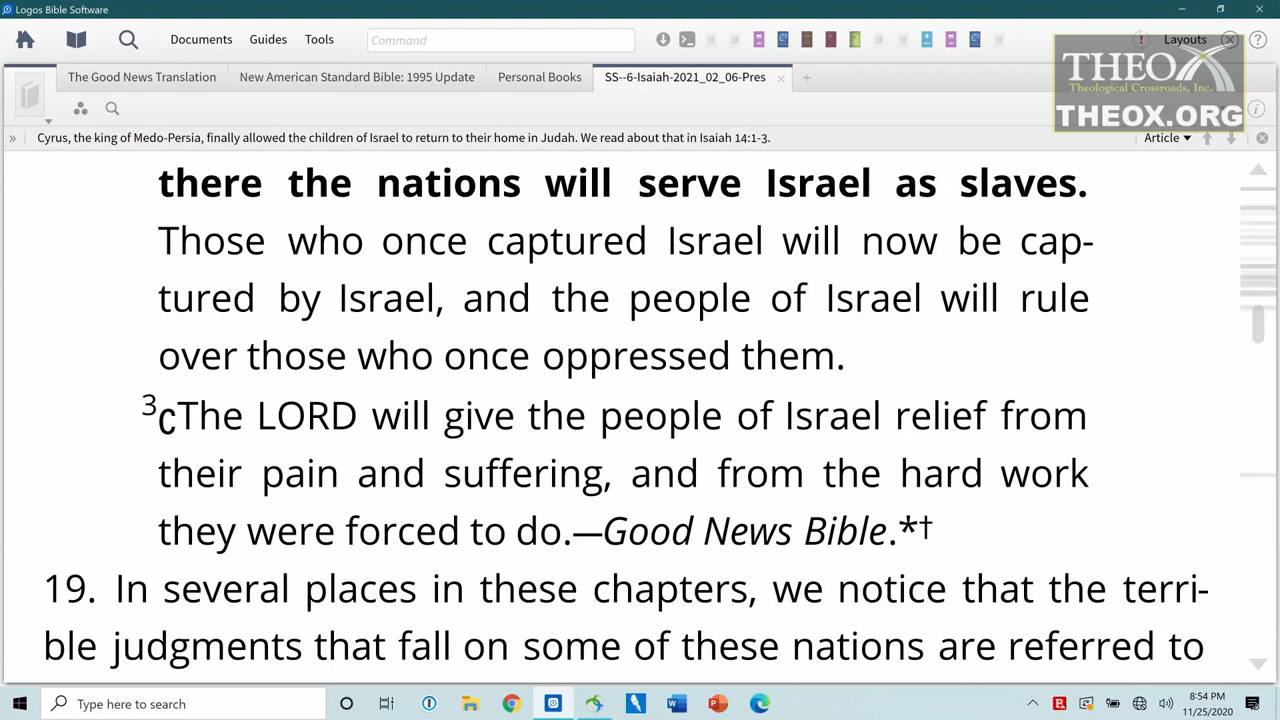 Logos Bible Software
Documents Guides Tools Command Layouts
THEOX
Theological Crossroads, Inc.
THEOX.ORG
The Good News Translation New American Standard Bible: 1995 Update Personal Books SS--6-Isaiah-2021_02_06-Pres
» Cyrus, the king of Medo-Persia, finally allowed the children of Israel to return to their home in Judah. We read about that in Isaiah 14:1-3. Article
there the nations will serve Israel as slaves.
Those who once captured Israel will now be cap-
tured by Israel, and the people of Israel will rule
over those who once oppressed them.
3çThe LORD will give the people of Israel relief from
their pain and suffering, and from the hard work
they were forced to do.—Good News Bible.*†
19. In several places in these chapters, we notice that the terri-
ble judgments that fall on some of these nations are referred to
Type here to search
8:54 PM
11/25/2020